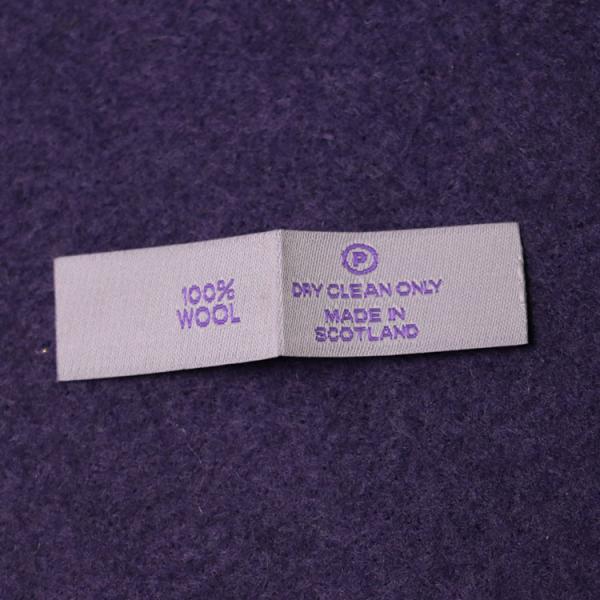 100%
WOOL
P
DRY CLEAN ONLY
MADE IN
SCOTLAND